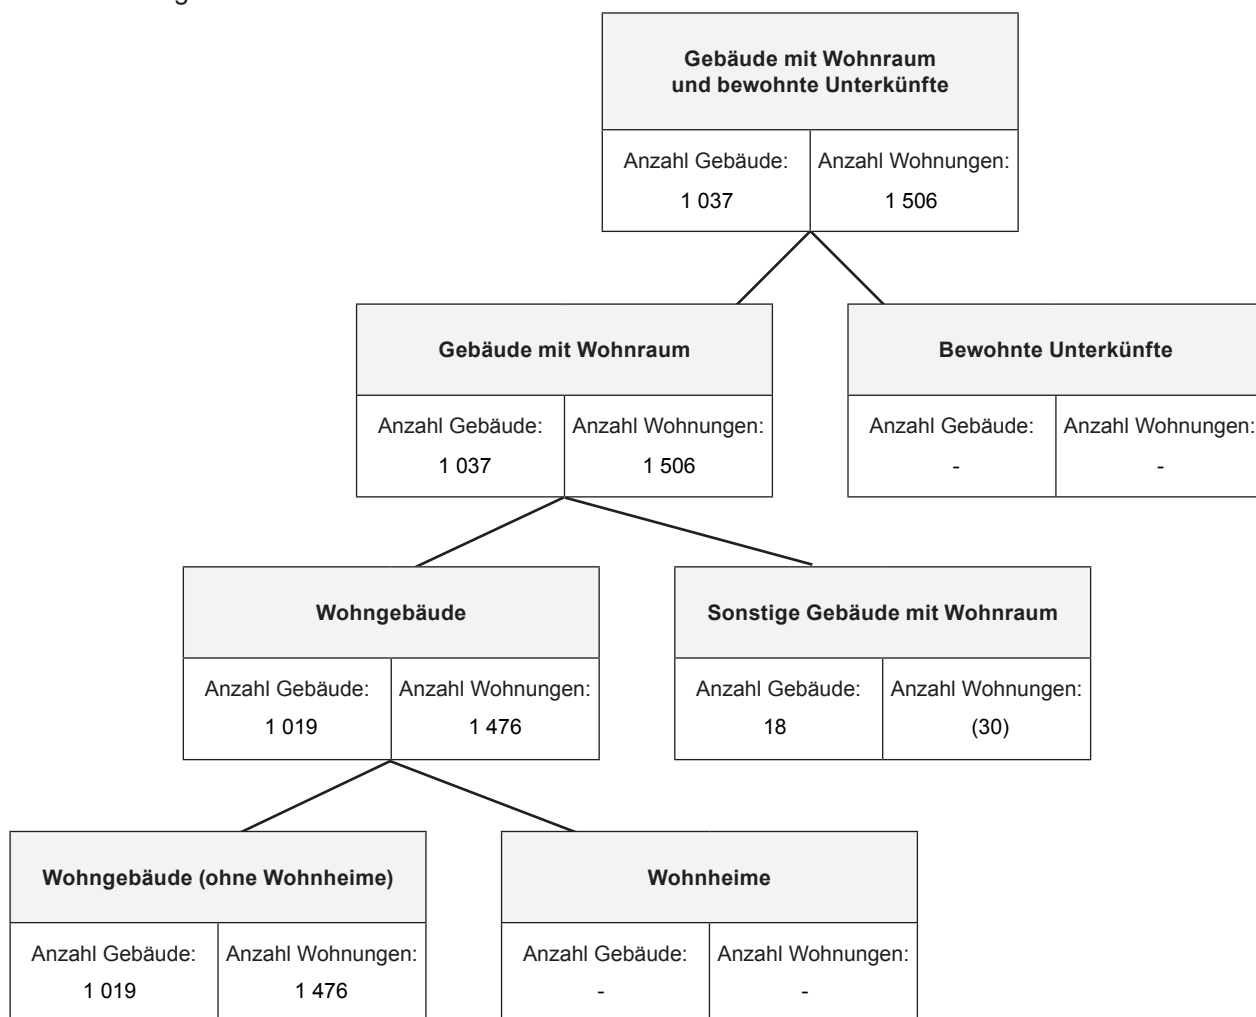 Gebäude mit Wohnraum
und bewohnte Unterkünfte
Anzahl Gebäude: Anzahl Wohnungen:
1 037 1 506
Gebäude mit Wohnraum
Anzahl Gebäude: Anzahl Wohnungen:
1 037 1 506
Bewohnte Unterkünfte
Anzahl Gebäude: Anzahl Wohnungen:
- -
Wohngebäude
Anzahl Gebäude: Anzahl Wohnungen:
1 019 1 476
Sonstige Gebäude mit Wohnraum
Anzahl Gebäude: Anzahl Wohnungen:
18 (30)
Wohngebäude (ohne Wohnheime)
Anzahl Gebäude: Anzahl Wohnungen:
1 019 1 476
Wohnheime
Anzahl Gebäude: Anzahl Wohnungen:
- -